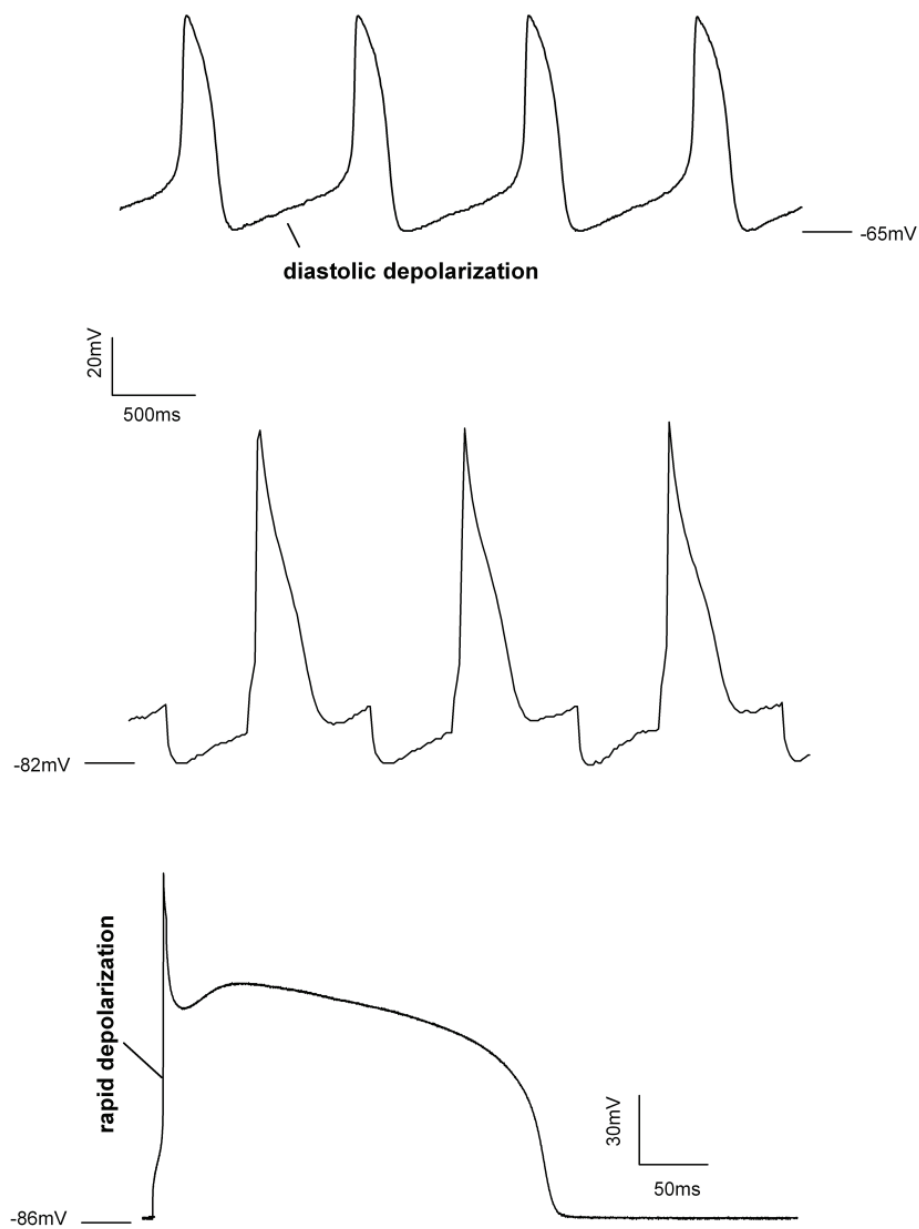 -65mV
diastolic depolarization
20mV
500ms
-82mV
rapid depolarization
30mV
50ms
-86mV